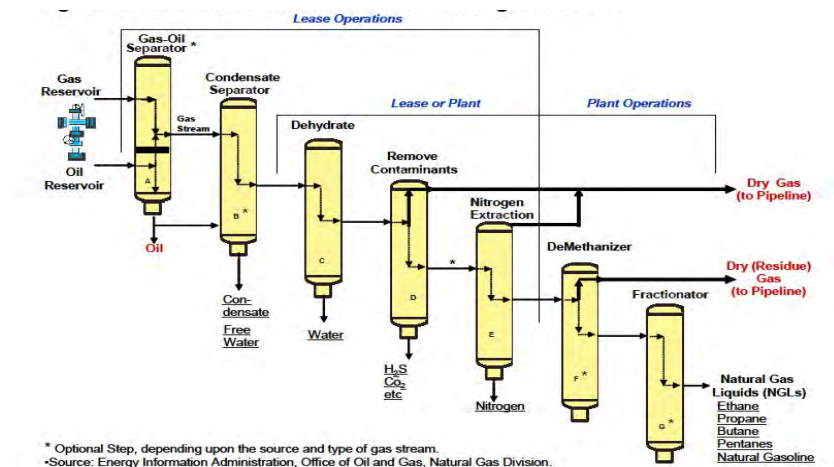 Lease Operations
Gas-Oil
Separator *
Gas
Reservoir
Condensate
Separator
Lease or Plant
Plant Operations
Gas
Stream
Dehydrate
Remove
Contaminants
Oil
Reservoir
A
Dry Gas
(to Pipeline)
Nitrogen
Extraction
B *
Oil
DeMethanizer
C
Dry (Residue)
Gas
(to Pipeline)
*
Fractionator
D
Con-
densate
Free
Water
Water
E
H2S
Co2
etc
F *
Natural Gas
Liquids (NGLs)
Ethane
Propane
Butane
Pentanes
Natural Gasoline
Nitrogen
G *
* Optional Step, depending upon the source and type of gas stream.
•Source: Energy Information Administration, Office of Oil and Gas, Natural Gas Division.